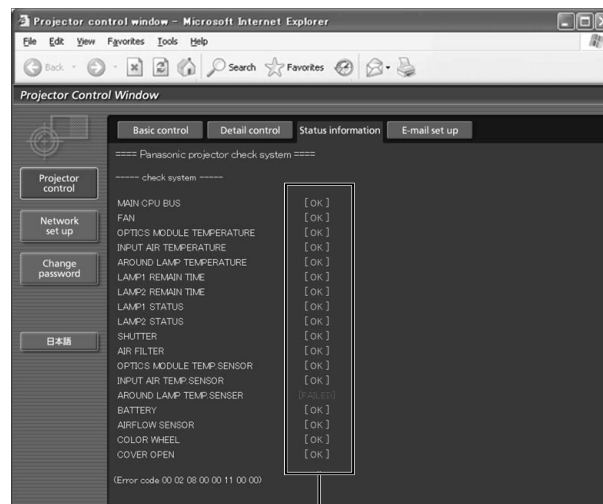 Projector control window - Microsoft Internet Explorer
File Edit View Favorites Tools Help
Back Search Favorites
Projector Control Window
Basic control Detail control Status information E-mail set up
==== Panasonic projector check system ====
Projector control
----- check system -----
Network set up
Change password
日本語
MAIN CPU BUS [ OK ]
FAN [ OK ]
OPTICS MODULE TEMPERATURE [ OK ]
INPUT AIR TEMPERATURE [ OK ]
AROUND LAMP TEMPERATURE [ OK ]
LAMP1 REMAIN TIME [ OK ]
LAMP2 REMAIN TIME [ OK ]
LAMP1 STATUS [ OK ]
LAMP2 STATUS [ OK ]
SHUTTER [ OK ]
AIR FILTER [ OK ]
OPTICS MODULE TEMP.SENSOR [ OK ]
INPUT AIR TEMP.SENSOR [ OK ]
AROUND LAMP TEMP.SENSER [FAILED]
BATTERY [ OK ]
AIRFLOW SENSOR [ OK ]
COLOR WHEEL [ OK ]
COVER OPEN [ OK ]
(Error code 00 02 08 00 00 11 00 00)